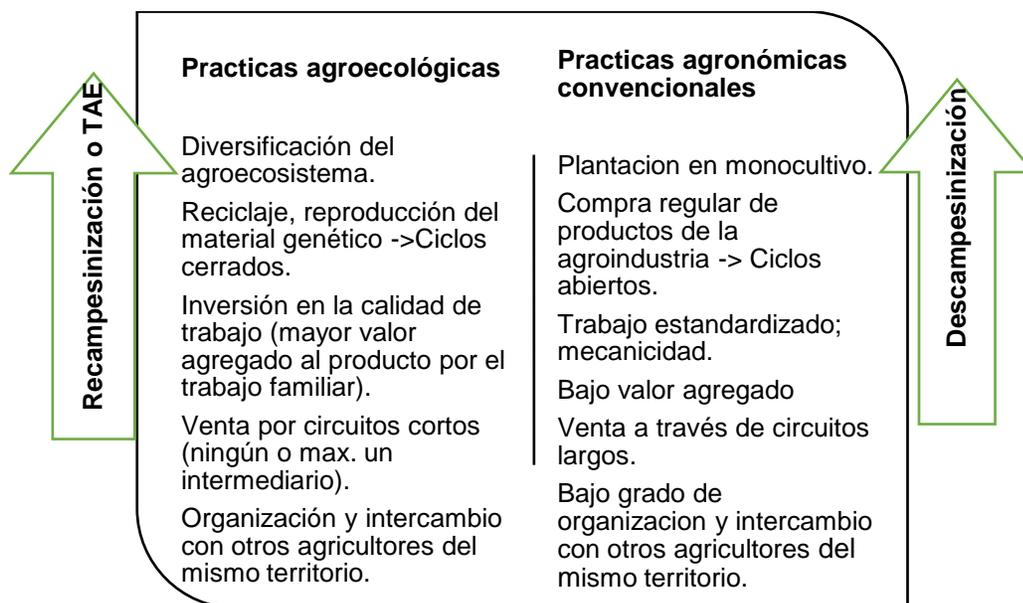 Recampesinización o TAE
Practicas agroecológicas
Diversificación del
agroecosistema.
Reciclaje, reproducción del
material genético ->Ciclos
cerrados.
Inversión en la calidad de
trabajo (mayor valor
agregado al producto por el
trabajo familiar).
Venta por circuitos cortos
(ningún o max. un
intermediario).
Organización y intercambio
con otros agricultores del
mismo territorio.
Practicas agronómicas
convencionales
Plantacion en monocultivo.
Compra regular de
productos de la
agroindustria -> Ciclos
abiertos.
Trabajo estandardizado;
mecanicidad.
Bajo valor agregado
Venta a través de circuitos
largos.
Bajo grado de
organizacion y intercambio
con otros agricultores del
mismo territorio.
Descampesinización